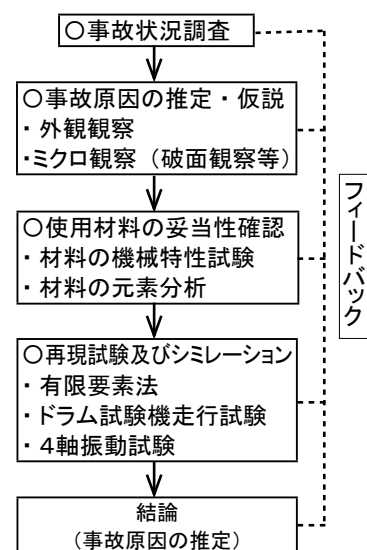 〇事故状況調査
〇事故原因の推定・仮説
・外観観察
・ミクロ観察（破面観察等）
〇使用材料の妥当性確認
・材料の機械特性試験
・材料の元素分析
〇再現試験及びシミレーション
・有限要素法
・ドラム試験機走行試験
・４軸振動試験
結論
（事故原因の推定）
フィードバック